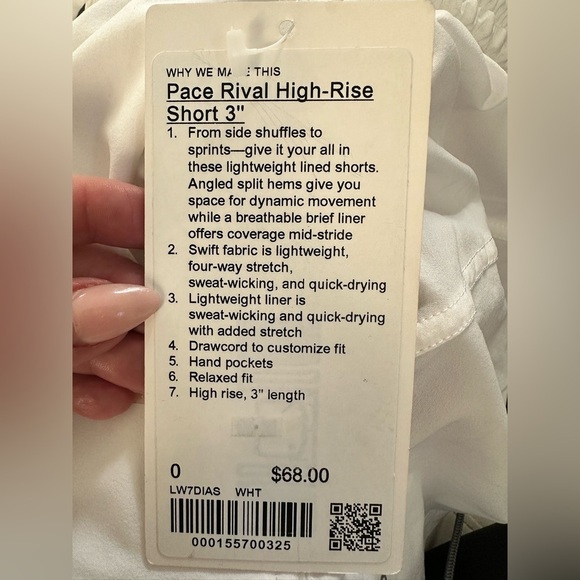 WHY WE MA E THIS
Pace Rival High-Rise
Short 3"
1. From side shuffles to
sprints—give it your all in
these lightweight lined shorts.
Angled split hems give you
space for dynamic movement
while a breathable brief liner
offers coverage mid-stride
2. Swift fabric is lightweight,
four-way stretch,
sweat-wicking, and quick-drying
3. Lightweight liner is
sweat-wicking and quick-drying
with added stretch
4. Drawcord to customize fit
5. Hand pockets
6. Relaxed fit
7. High rise, 3" length
0 $68.00
LW7DIAS WHT
000155700325